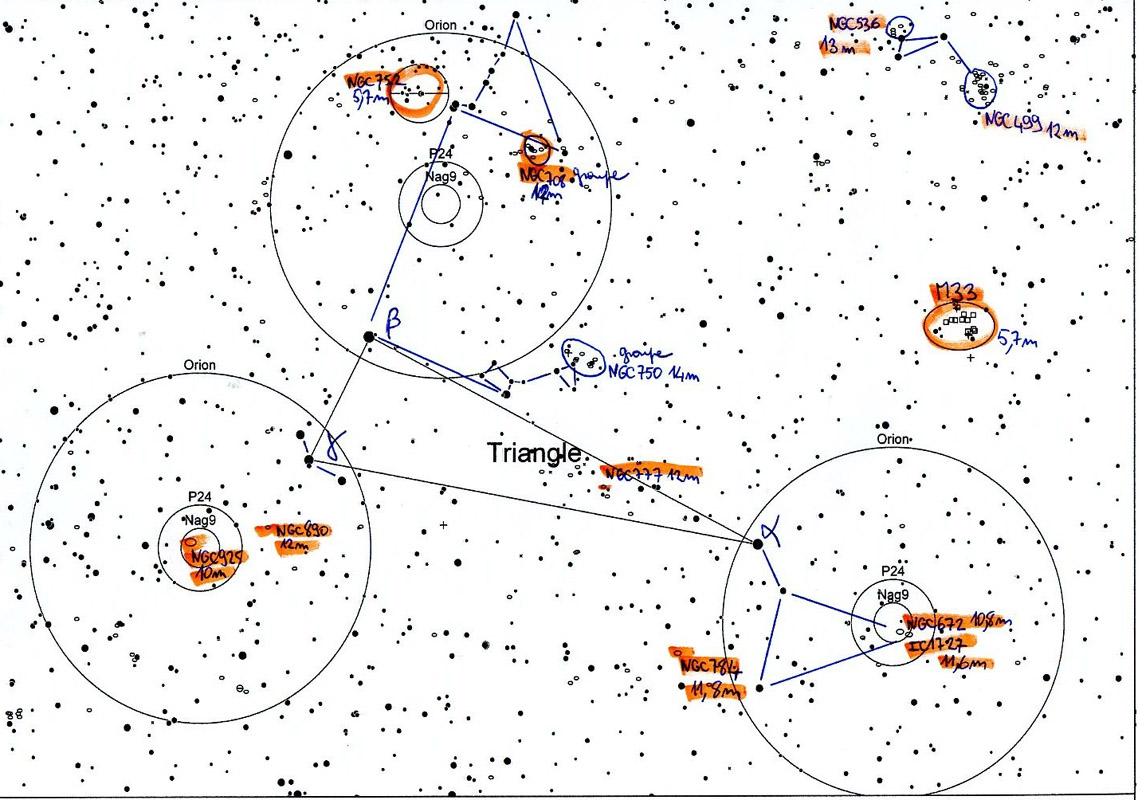 Orion
NGC536
13m
NGC752
5,7m
NGC499 12m
P24
Nag9
NGC708 groupe
12m
M33
5,7m
β
groupe
NGC750 14m
Orion
γ
Triangle
Orion
NGC777 12m
P24
Nag9
NGC890
12m
NGC925
10m
α
P24
Nag9
NGC672 10,8m
IC1727
11,6m
NGC784
11,8m